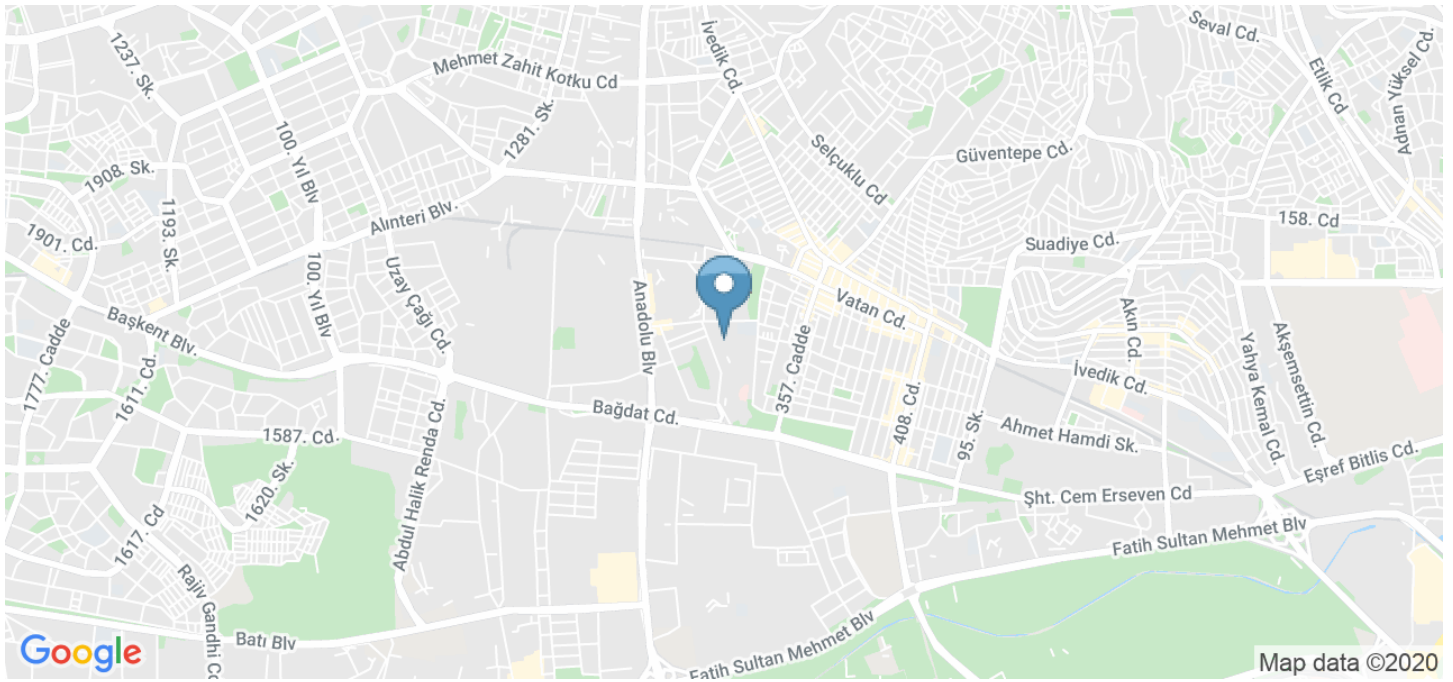 Seval Cd.
İvedik Cd.
1237. Sk.
Mehmet Zahit Kotku Cd
Etlik Cd
Adnan Yüksel Cd.
1281. Sk.
100. Yıl Blv
Selçuklu Cd
Güventepe Cd.
1908. Sk.
1193. Sk.
Alınteri Blv.
158. Cd
1901. Cd.
Suadiye Cd.
Uzay Çağı Cd.
100. Yıl Blv
Anadolu Blv
Vatan Cd.
Akın Cd.
Başkent Blv.
357. Cadde
Yahya Kemal Cd.
Akşemsettin Cd.
1777. Cadde
1611. Cd.
İvedik Cd.
Bağdat Cd.
408. Cd.
95. Sk.
Ahmet Hamdi Sk.
1587. Cd.
Abdul Halik Renda Cd.
1620. Sk.
Eşref Bitlis Cd.
Şht. Cem Erseven Cd
1617. Cd
Fatih Sultan Mehmet Blv
Rajiv Gandhi Cd
Batı Blv
Fatih Sultan Mehmet Blv
Google
Map data ©2020